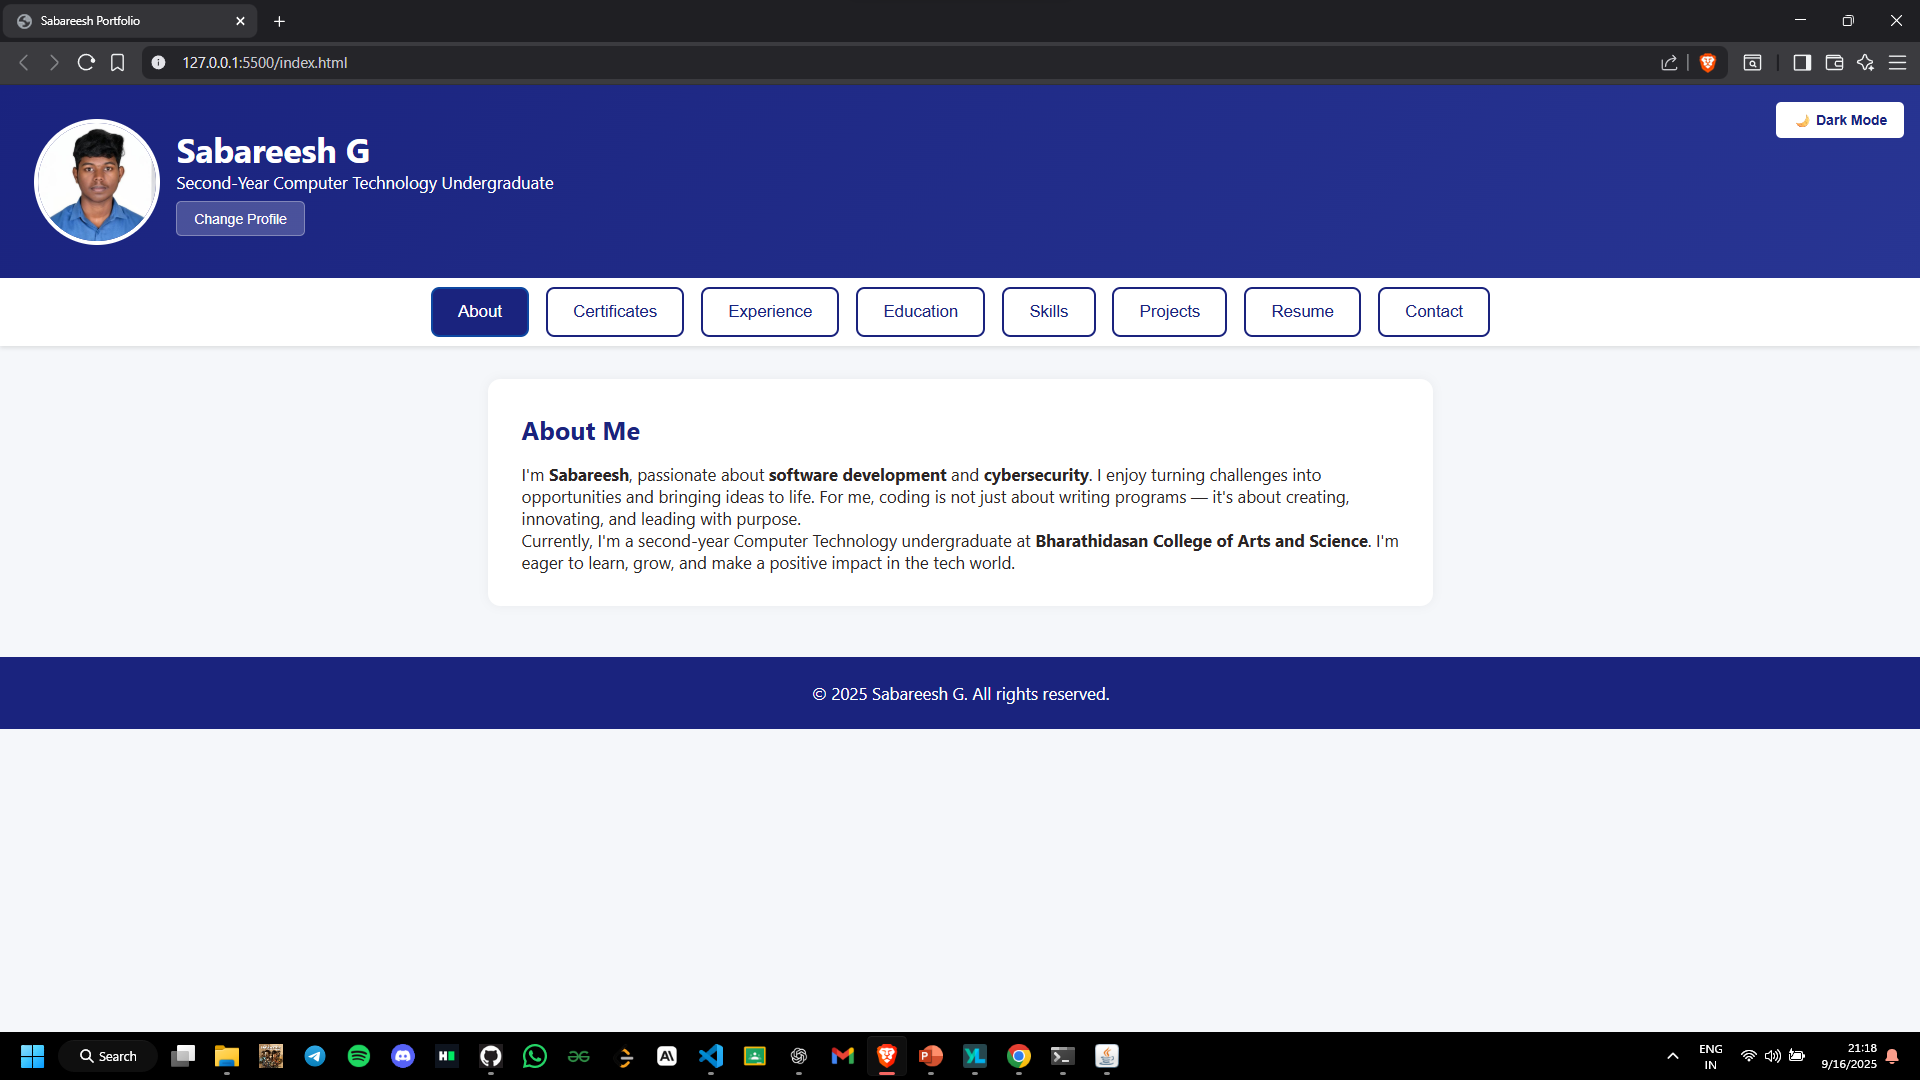 Sabareesh Portfolio
127.0.0.1:5500/index.html
🌙 Dark Mode
Sabareesh G
Second-Year Computer Technology Undergraduate
Change Profile
About
Certificates
Experience
Education
Skills
Projects
Resume
Contact
About Me
I'm Sabareesh, passionate about software development and cybersecurity. I enjoy turning challenges into
opportunities and bringing ideas to life. For me, coding is not just about writing programs — it's about creating,
innovating, and leading with purpose.
Currently, I'm a second-year Computer Technology undergraduate at Bharathidasan College of Arts and Science. I'm
eager to learn, grow, and make a positive impact in the tech world.
© 2025 Sabareesh G. All rights reserved.
Search
ENG
IN
21:18
9/16/2025